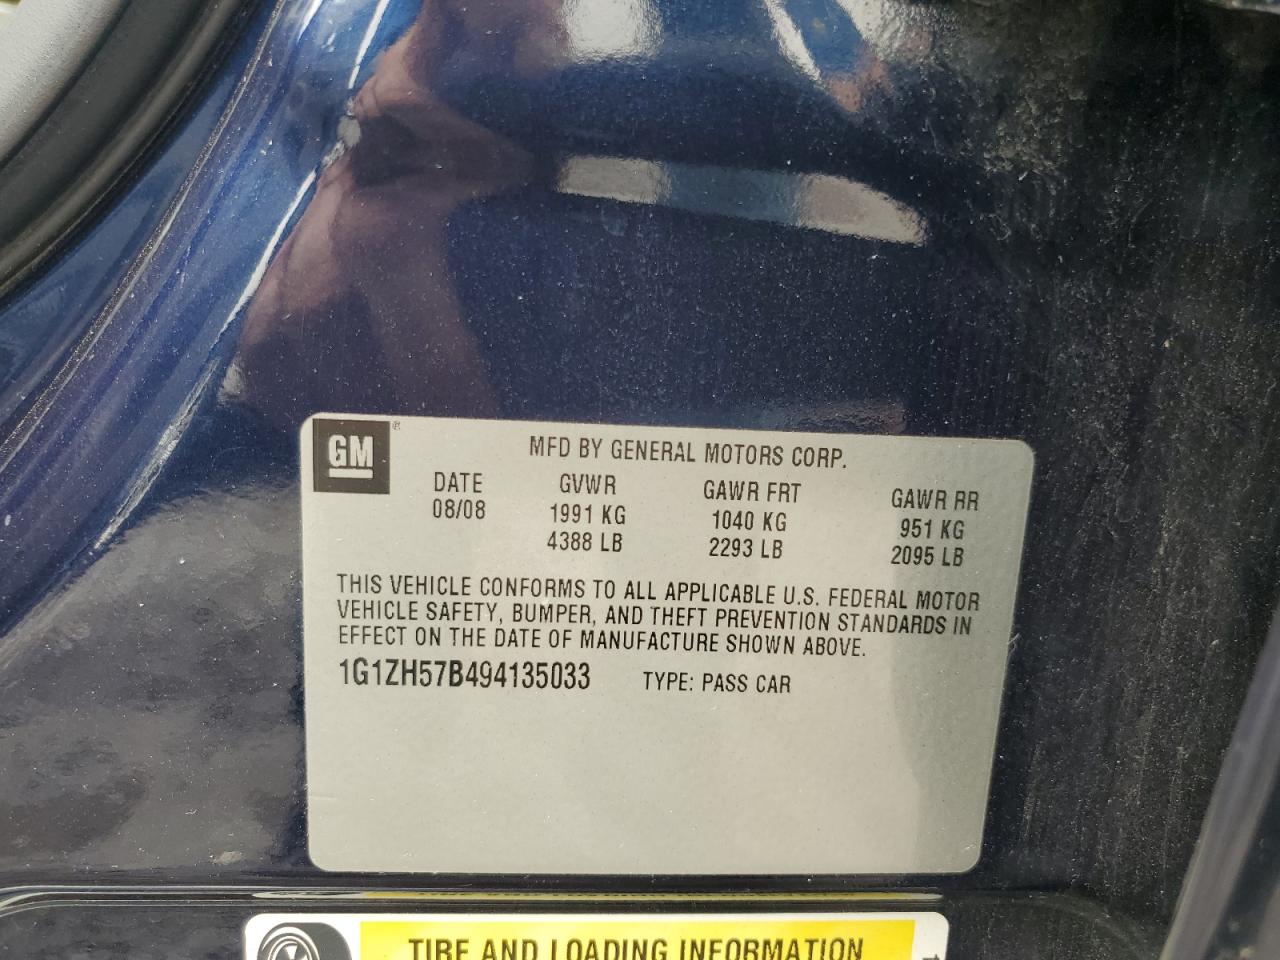 GM ®
MFD BY GENERAL MOTORS CORP.
DATE GVWR GAWR FRT GAWR RR
08/08 1991 KG 1040 KG 951 KG
4388 LB 2293 LB 2095 LB
THIS VEHICLE CONFORMS TO ALL APPLICABLE U.S. FEDERAL MOTOR
VEHICLE SAFETY, BUMPER, AND THEFT PREVENTION STANDARDS IN
EFFECT ON THE DATE OF MANUFACTURE SHOWN ABOVE.
1G1ZH57B494135033 TYPE: PASS CAR
TIRE AND LOADING INFORMATION